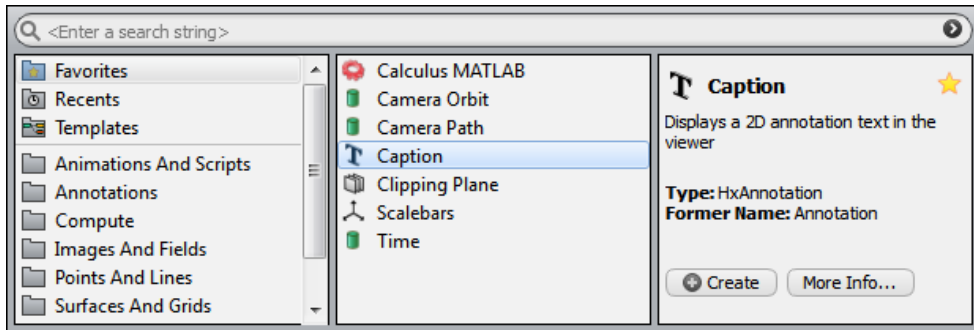 <Enter a search string>
Favorites
Recents
Templates
Animations And Scripts
Annotations
Compute
Images And Fields
Points And Lines
Surfaces And Grids
Calculus MATLAB
Camera Orbit
Camera Path
Caption
Clipping Plane
Scalebars
Time
Caption
Displays a 2D annotation text in the
viewer
Type: HxAnnotation
Former Name: Annotation
Create
More Info...